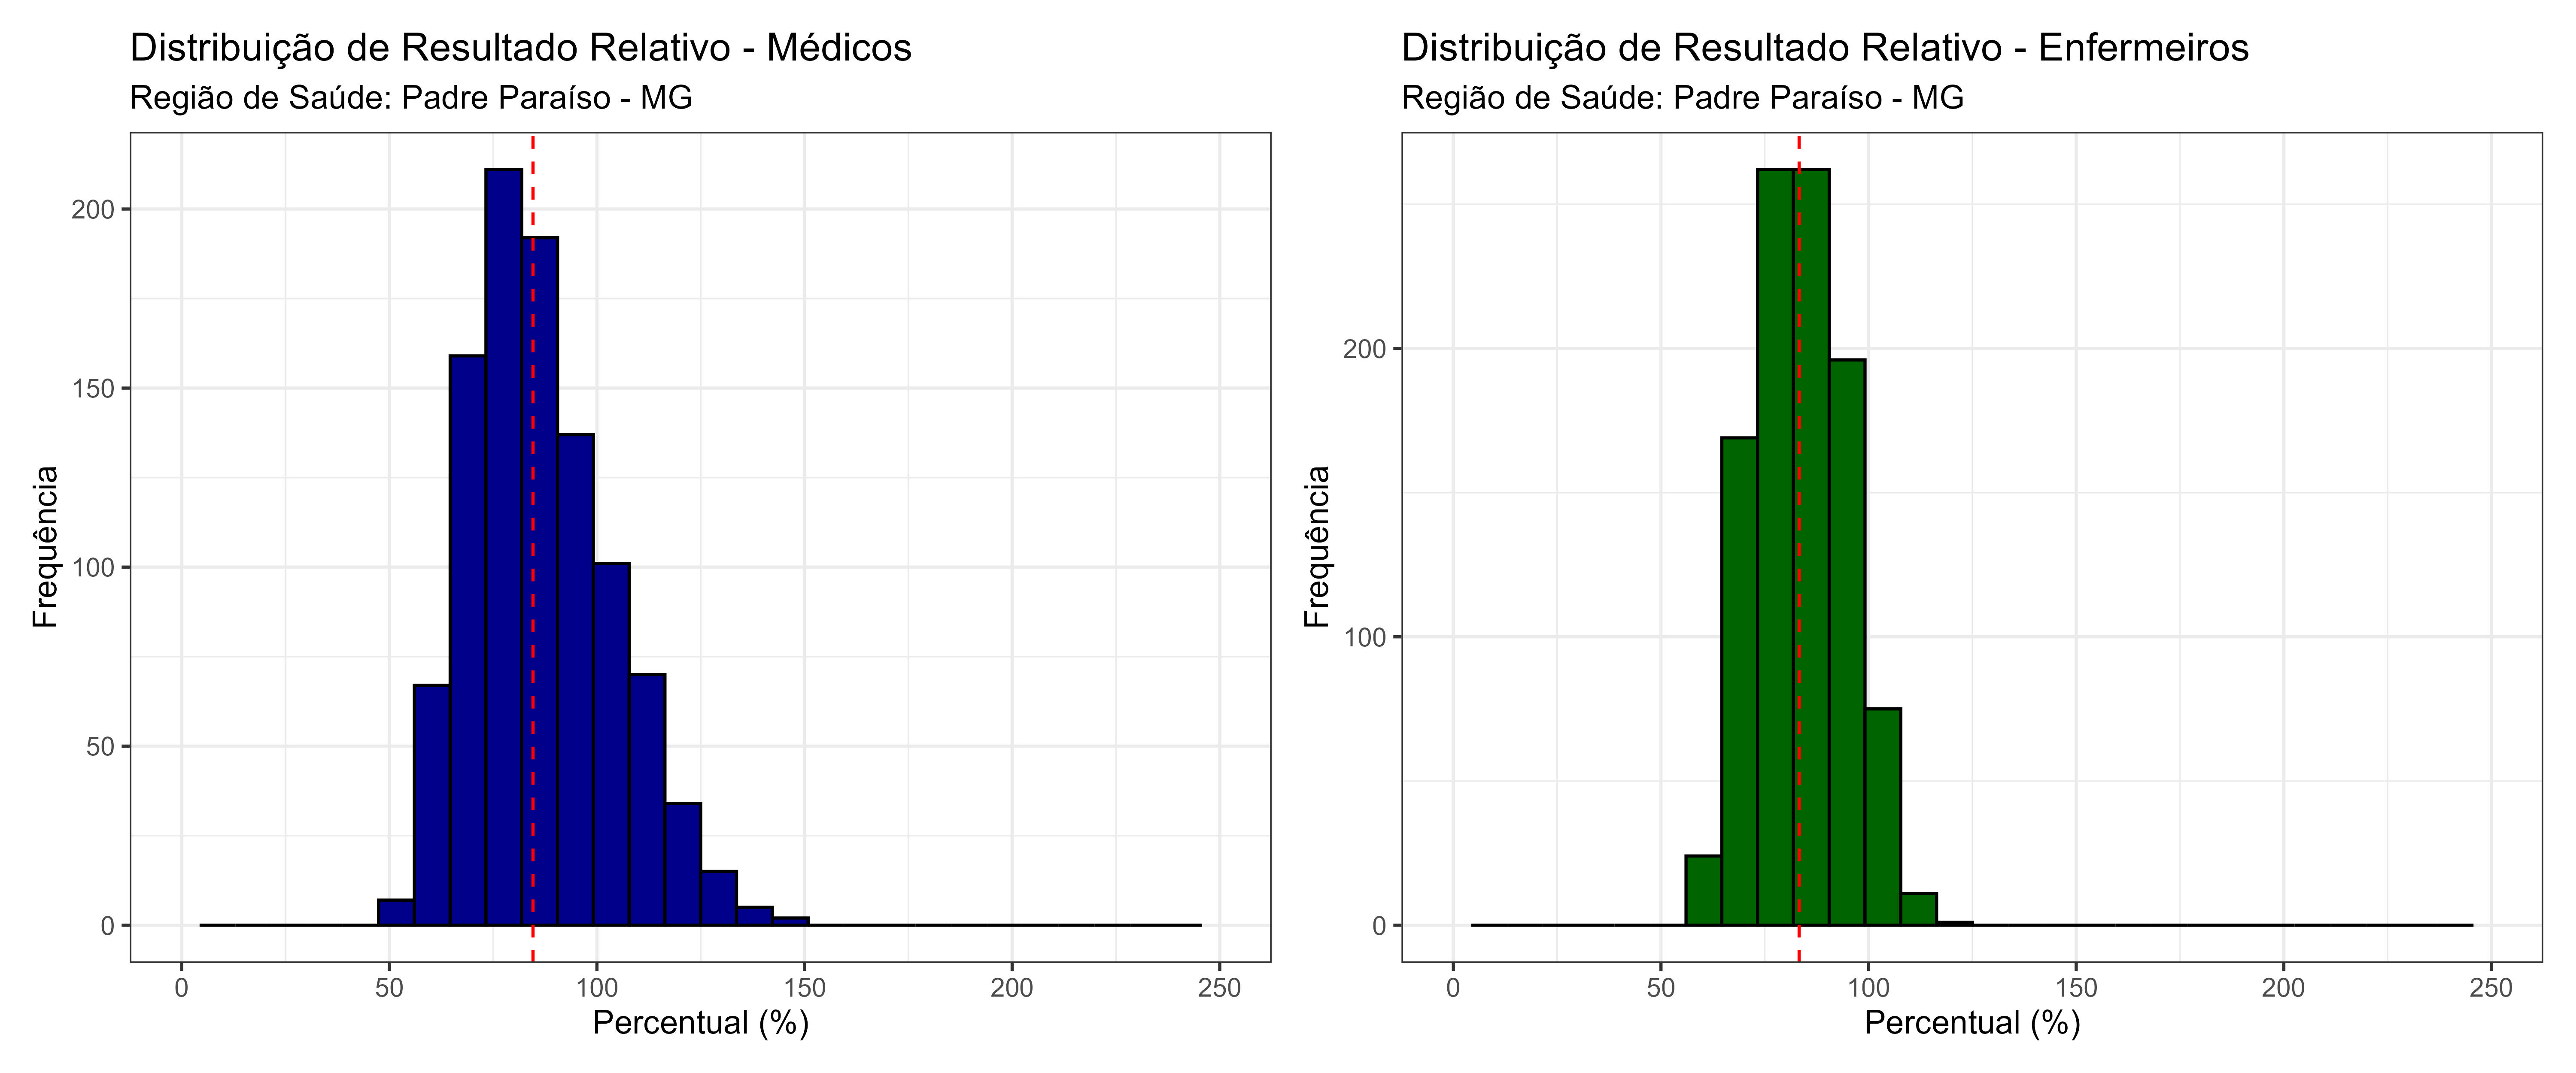 Distribuição de Resultado Relativo - Médicos
Região de Saúde: Padre Paraíso - MG
Frequência
200
150
100
50
0
0 50 100 150 200 250
Percentual (%)
Distribuição de Resultado Relativo - Enfermeiros
Região de Saúde: Padre Paraíso - MG
Frequência
200
100
0
0 50 100 150 200 250
Percentual (%)